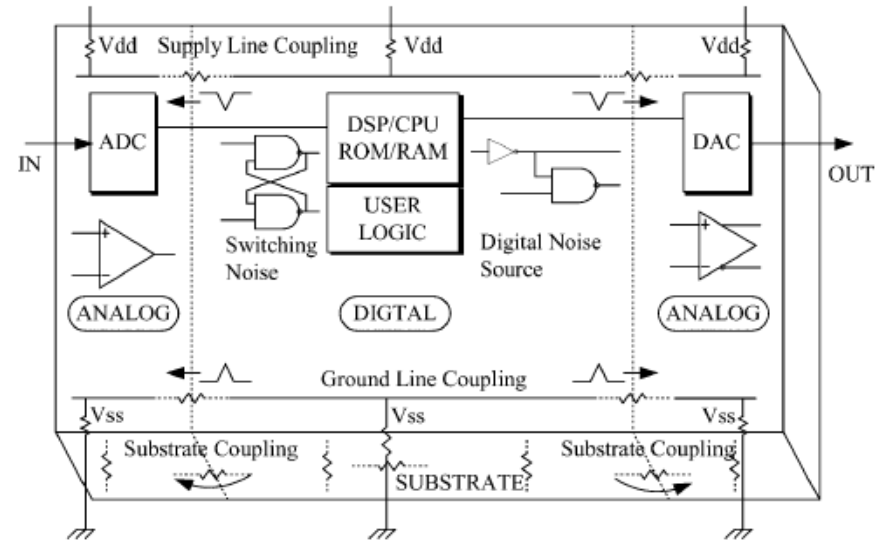 Vdd
Supply Line Coupling
Vdd
Vdd
ADC
DSP/CPU
ROM/RAM
DAC
IN
OUT
USER
LOGIC
Switching
Noise
Digital Noise
Source
ANALOG
DIGTAL
ANALOG
Ground Line Coupling
Vss
Vss
Vss
Substrate Coupling
Substrate Coupling
SUBSTRATE